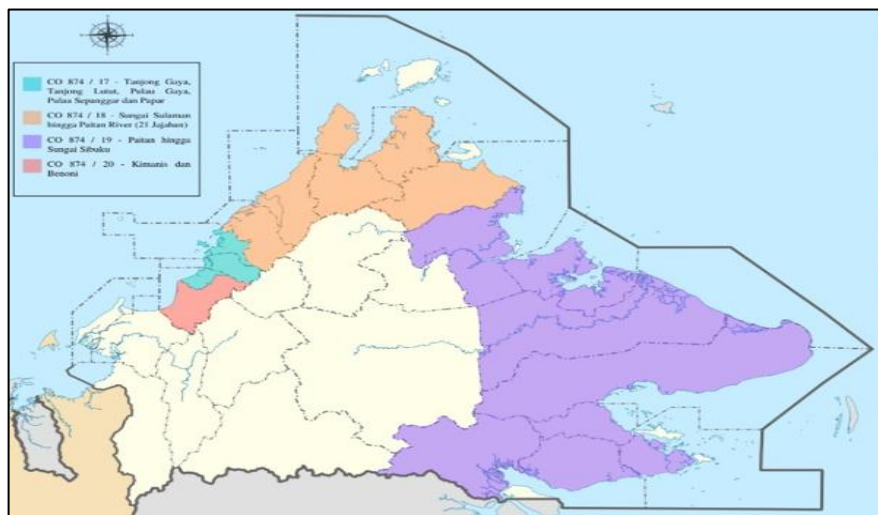 CO 874 / 17 - Tanjong Gaya,
Tanjong Lutut, Pulau Gaya,
Pulau Sepanggar dan Papar
CO 874 / 18 - Sungai Sulaman
hingga Paitan River (21 Jajahan)
CO 874 / 19 - Paitan hingga
Sungai Sibuku
CO 874 / 20 - Kimanis dan
Benoni